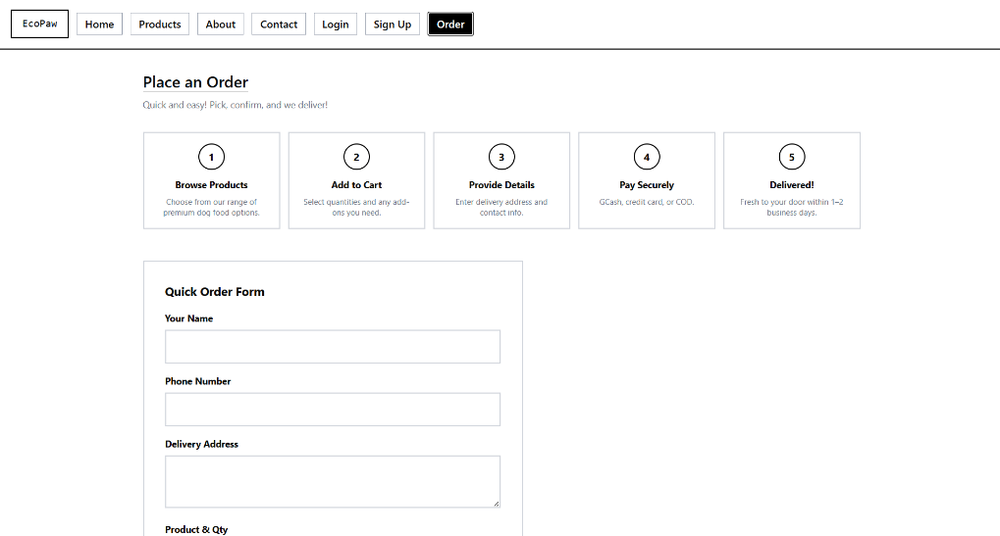 EcoPaw
Home
Products
About
Contact
Login
Sign Up
Order
Place an Order
Quick and easy! Pick, confirm, and we deliver!
1
Browse Products
Choose from our range of
premium dog food options.
2
Add to Cart
Select quantities and any add-
ons you need.
3
Provide Details
Enter delivery address and
contact info.
4
Pay Securely
GCash, credit card, or COD.
5
Delivered!
Fresh to your door within 1–2
business days.
Quick Order Form
Your Name
Phone Number
Delivery Address
Product & Qty